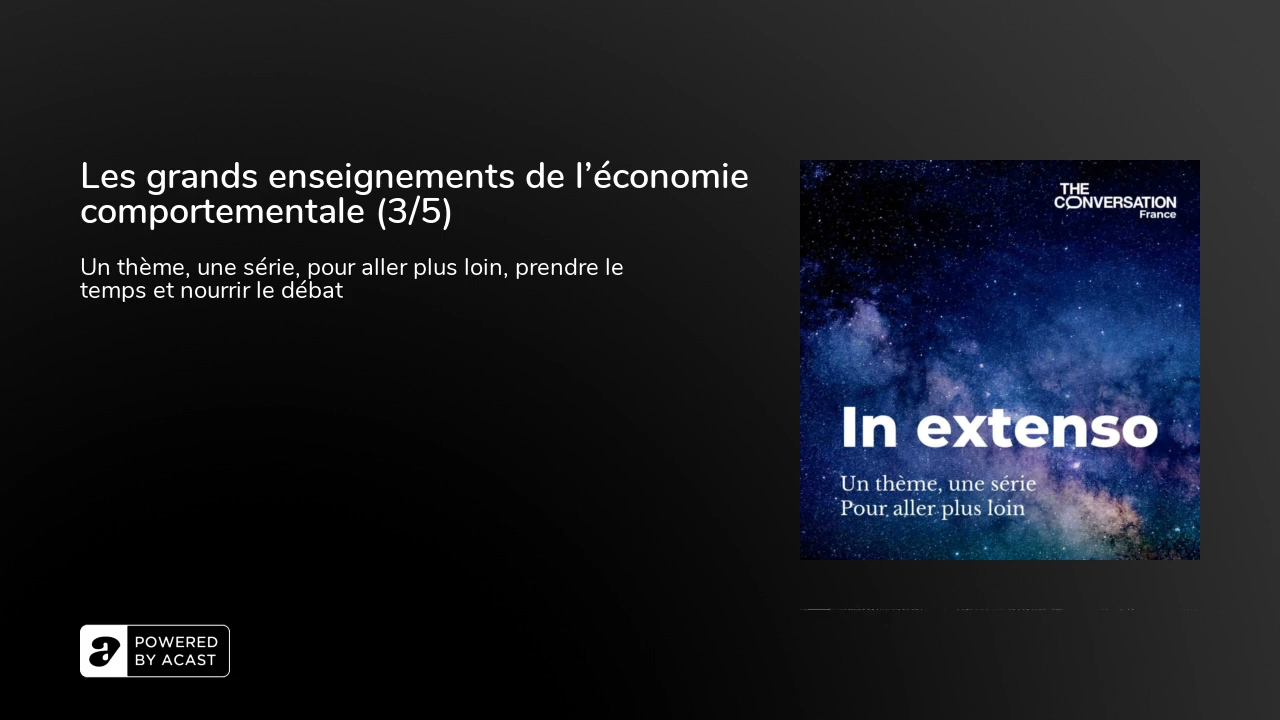 Les grands enseignements de l’économie
comportementale (3/5)
Un thème, une série, pour aller plus loin, prendre le
temps et nourrir le débat
THE
CONVERSATION
France
In extenso
Un thème, une série
Pour aller plus loin
POWERED
BY ACAST